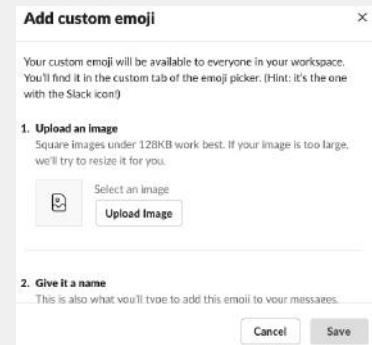 Add custom emoji
Your custom emoji will be available to everyone in your workspace.
You'll find it in the custom tab of the emoji picker. (Hint: it's the one
with the Slack icon!)
1. Upload an image
Square images under 128KB work best. If your image is too large,
we'll try to resize it for you.
Select an image
Upload Image
2. Give it a name
This is also what you'll type to add this emoji to your messages.
Cancel Save